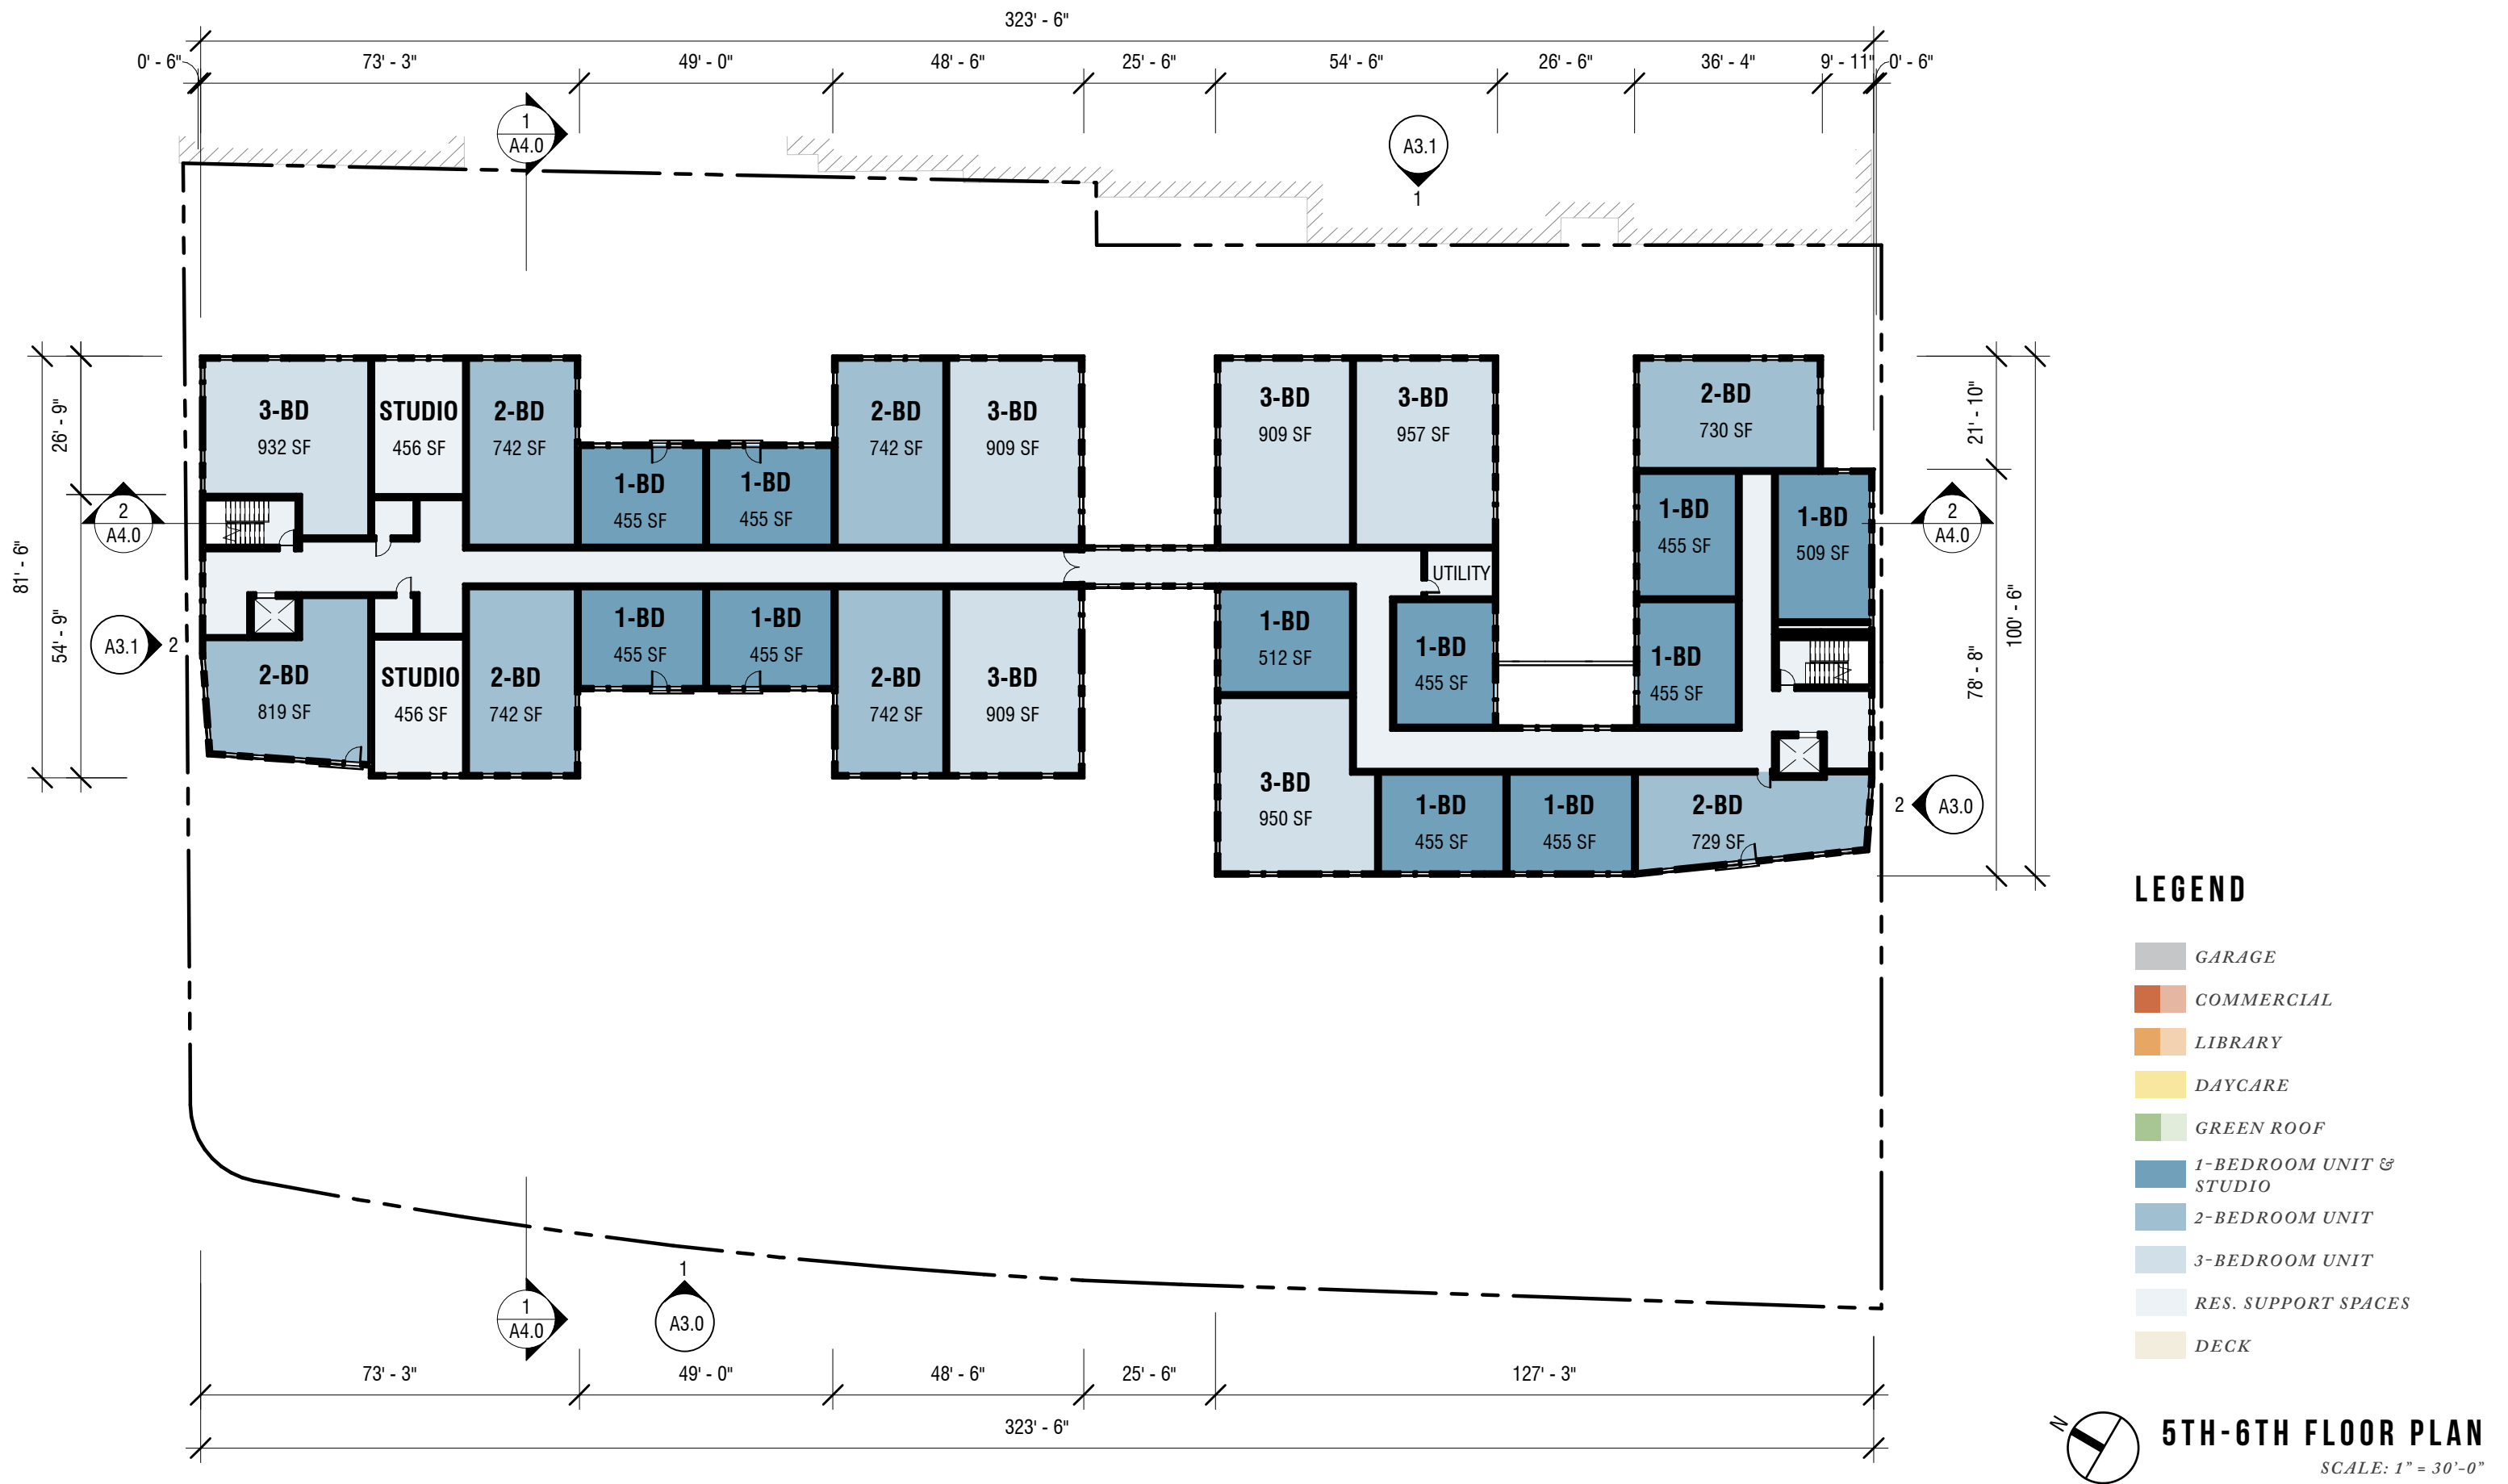 323' - 6"
0' - 6"
73' - 3"
49' - 0"
48' - 6"
25' - 6"
54' - 6"
26' - 6"
36' - 4"
9' - 11"
0' - 6"
1
A4.0
A3.1
1
26' - 9"
81' - 6"
54' - 9"
21' - 10"
78' - 8"
100' - 6"
3-BD
932 SF
STUDIO
456 SF
2-BD
742 SF
1-BD
455 SF
1-BD
455 SF
2-BD
742 SF
3-BD
909 SF
3-BD
909 SF
3-BD
957 SF
2-BD
730 SF
1-BD
455 SF
1-BD
509 SF
2
A4.0
2
A4.0
UTILITY
A3.1
2
2-BD
819 SF
STUDIO
456 SF
2-BD
742 SF
1-BD
455 SF
1-BD
455 SF
2-BD
742 SF
3-BD
909 SF
1-BD
512 SF
1-BD
455 SF
1-BD
455 SF
3-BD
950 SF
1-BD
455 SF
1-BD
455 SF
2-BD
729 SF
2
A3.0
LEGEND
GARAGE
COMMERCIAL
LIBRARY
DAYCARE
GREEN ROOF
1-BEDROOM UNIT &
STUDIO
2-BEDROOM UNIT
3-BEDROOM UNIT
RES. SUPPORT SPACES
DECK
1
A4.0
1
A3.0
73' - 3"
49' - 0"
48' - 6"
25' - 6"
127' - 3"
323' - 6"
N
5TH-6TH FLOOR PLAN
SCALE: 1" = 30'-0"